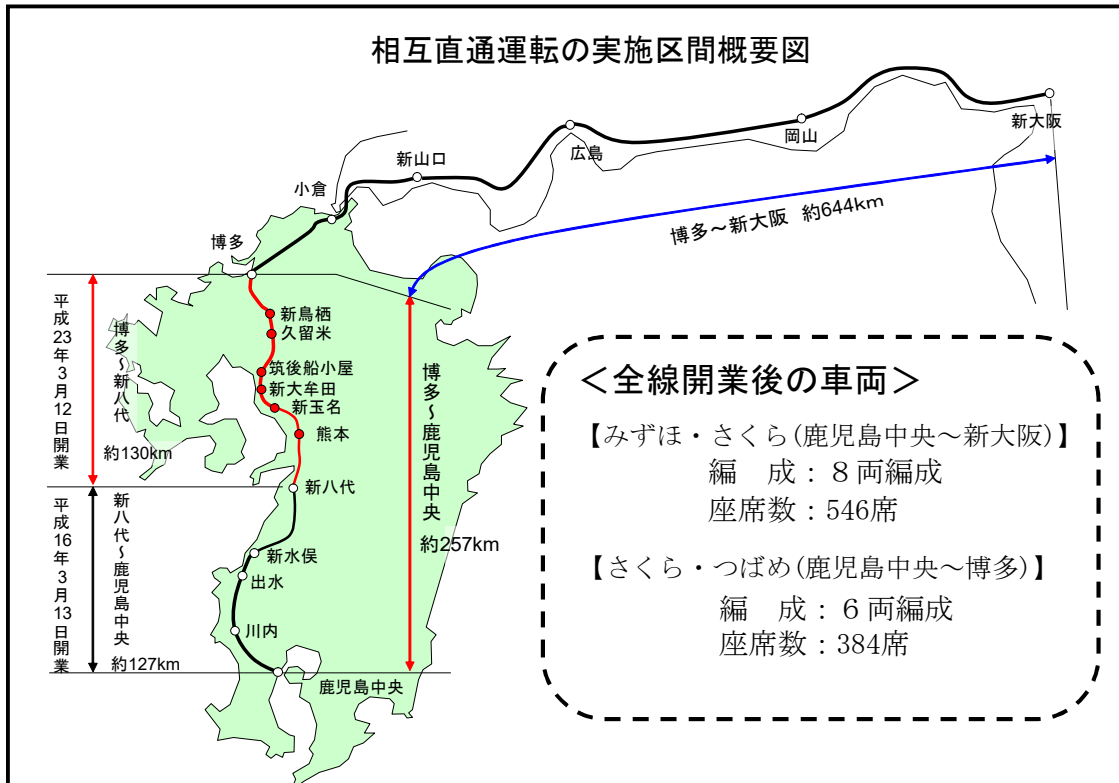 相互直通運転の実施区間概要図
新大阪
岡山
広島
新山口
小倉
博多
博多～新大阪 約644km
新鳥栖
久留米
筑後船小屋
新大牟田
新玉名
熊本
新八代
新水俣
出水
川内
鹿児島中央
平成23年3月12日開業
博多～新八代
約130km
平成16年3月13日開業
新八代～鹿児島中央
約127km
博多～鹿児島中央
約257km
＜全線開業後の車両＞
【みずほ・さくら(鹿児島中央～新大阪)】
編　成：８両編成
座席数：546席
【さくら・つばめ(鹿児島中央～博多)】
編　成：６両編成
座席数：384席